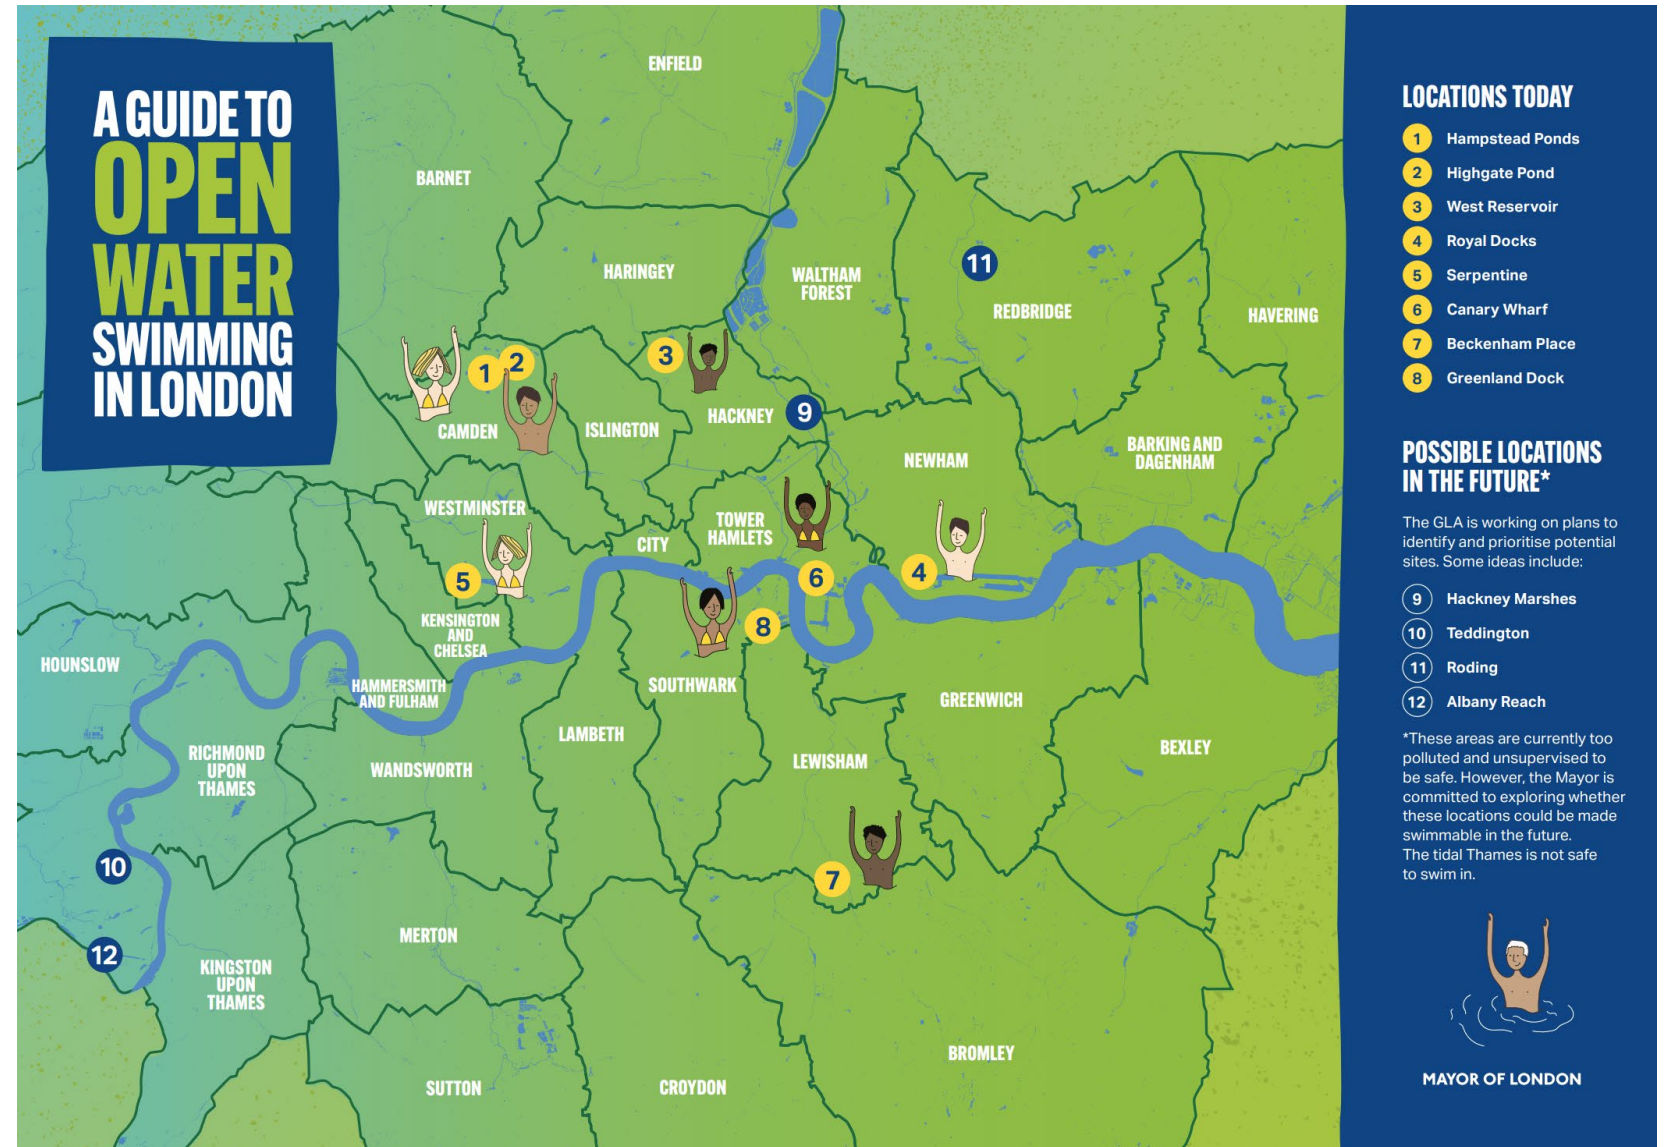 A GUIDE TO
OPEN
WATER
SWIMMING
IN LONDON
ENFIELD
BARNET
HARINGEY
WALTHAM
FOREST
11
REDBRIDGE
HAVERING
1
2
3
CAMDEN
ISLINGTON
HACKNEY
9
NEWHAM
BARKING AND
DAGENHAM
WESTMINSTER
CITY
TOWER
HAMLETS
5
6
4
KENSINGTON
AND
CHELSEA
8
HOUNSLOW
HAMMERSMITH
AND FULHAM
SOUTHWARK
GREENWICH
RICHMOND
UPON
THAMES
WANDSWORTH
LAMBETH
LEWISHAM
BEXLEY
10
7
12
MERTON
KINGSTON
UPON
THAMES
SUTTON
CROYDON
BROMLEY
LOCATIONS TODAY
1 Hampstead Ponds
2 Highgate Pond
3 West Reservoir
4 Royal Docks
5 Serpentine
6 Canary Wharf
7 Beckenham Place
8 Greenland Dock
POSSIBLE LOCATIONS
IN THE FUTURE*
The GLA is working on plans to
identify and prioritise potential
sites. Some ideas include:
9 Hackney Marshes
10 Teddington
11 Roding
12 Albany Reach
*These areas are currently too
polluted and unsupervised to
be safe. However, the Mayor is
committed to exploring whether
these locations could be made
swimmable in the future.
The tidal Thames is not safe
to swim in.
MAYOR OF LONDON